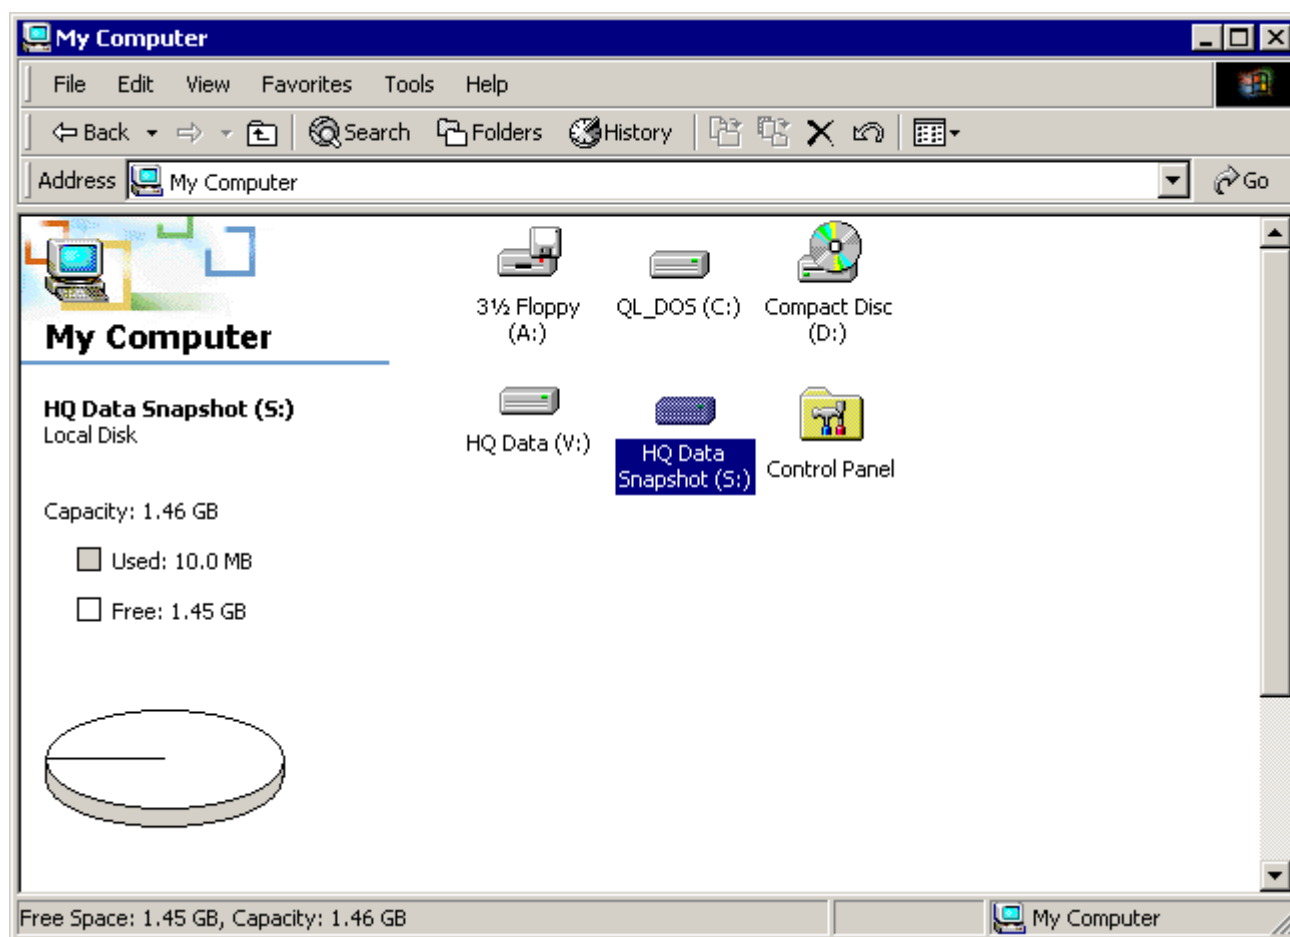 My Computer
File Edit View Favorites Tools Help
Back Search Folders History
Address My Computer Go
3½ Floppy (A:)
QL_DOS (C:)
Compact Disc (D:)
My Computer
HQ Data Snapshot (S:)
Local Disk
HQ Data (V:)
HQ Data
Snapshot (S:)
Control Panel
Capacity: 1.46 GB
Used: 10.0 MB
Free: 1.45 GB
Free Space: 1.45 GB, Capacity: 1.46 GB
My Computer